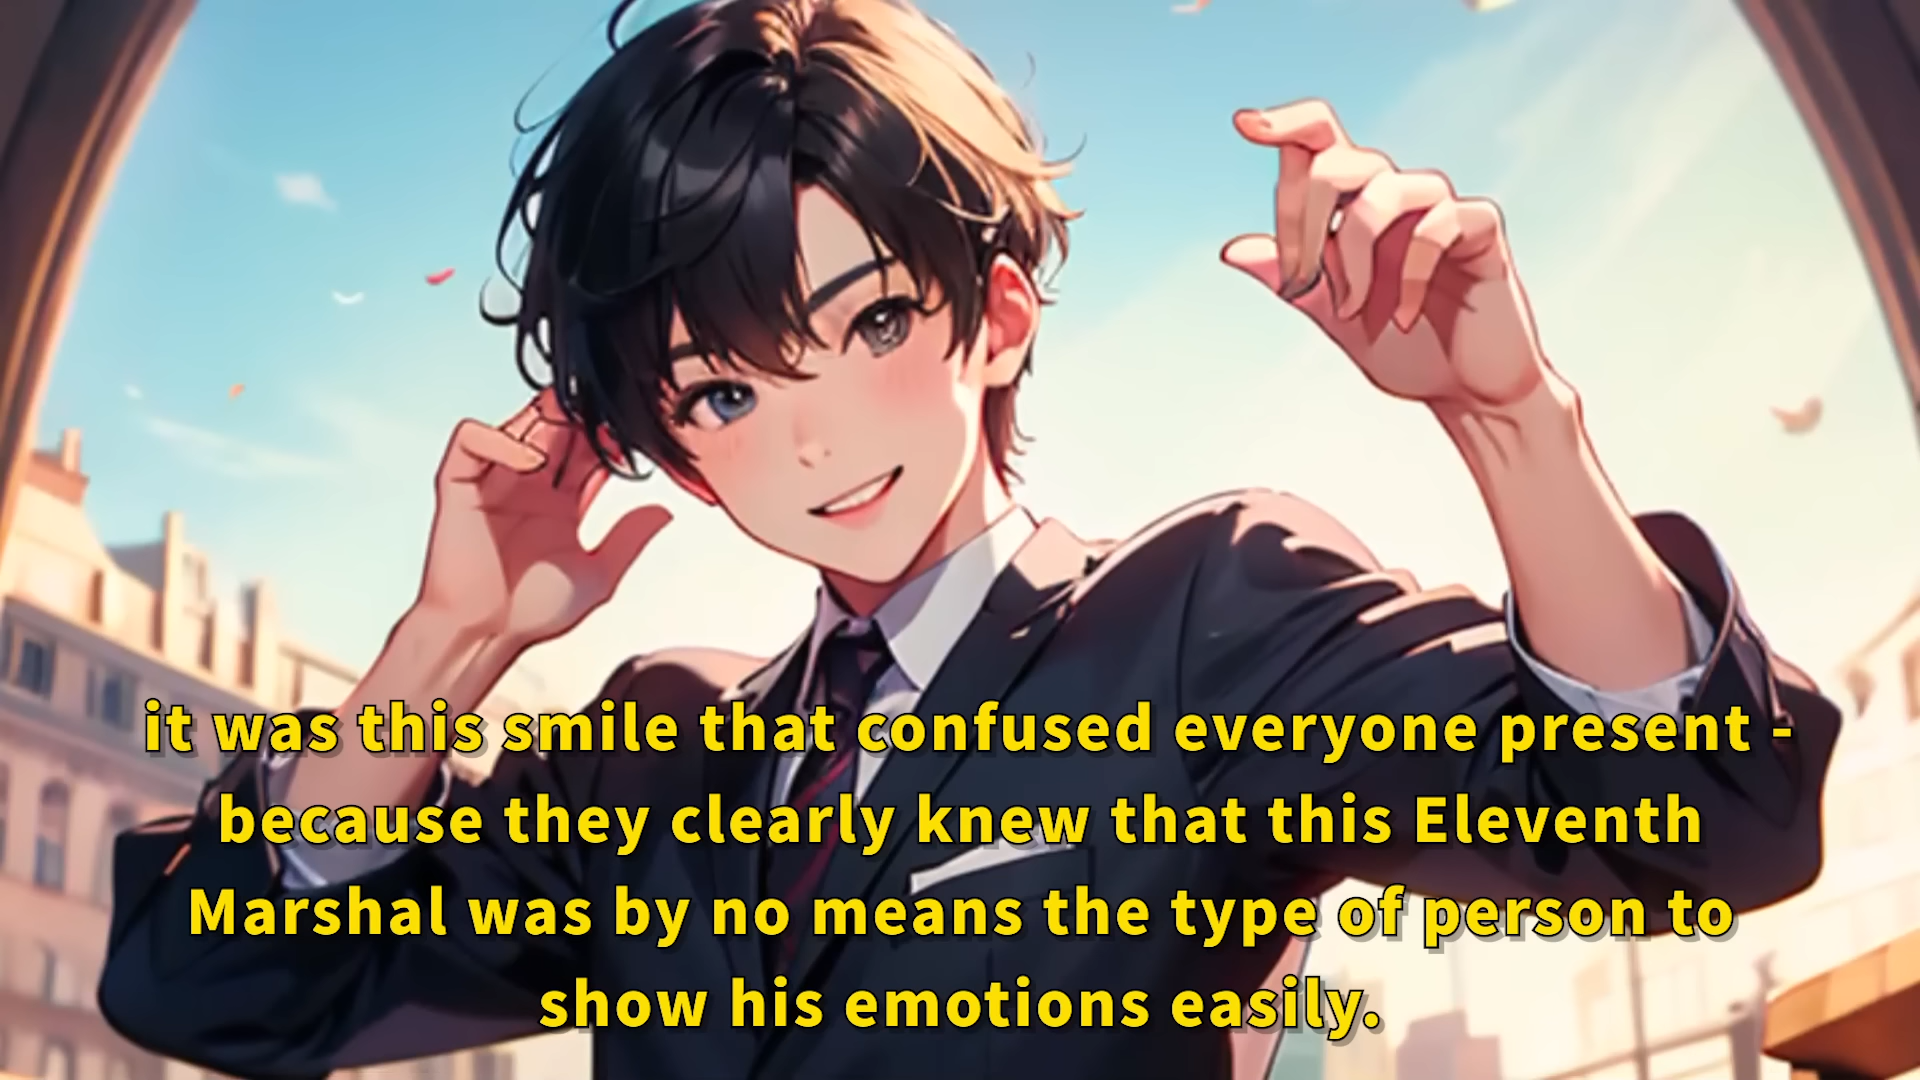 it was this smile that confused everyone present -
because they clearly knew that this Eleventh
Marshal was by no means the type of person to
show his emotions easily.